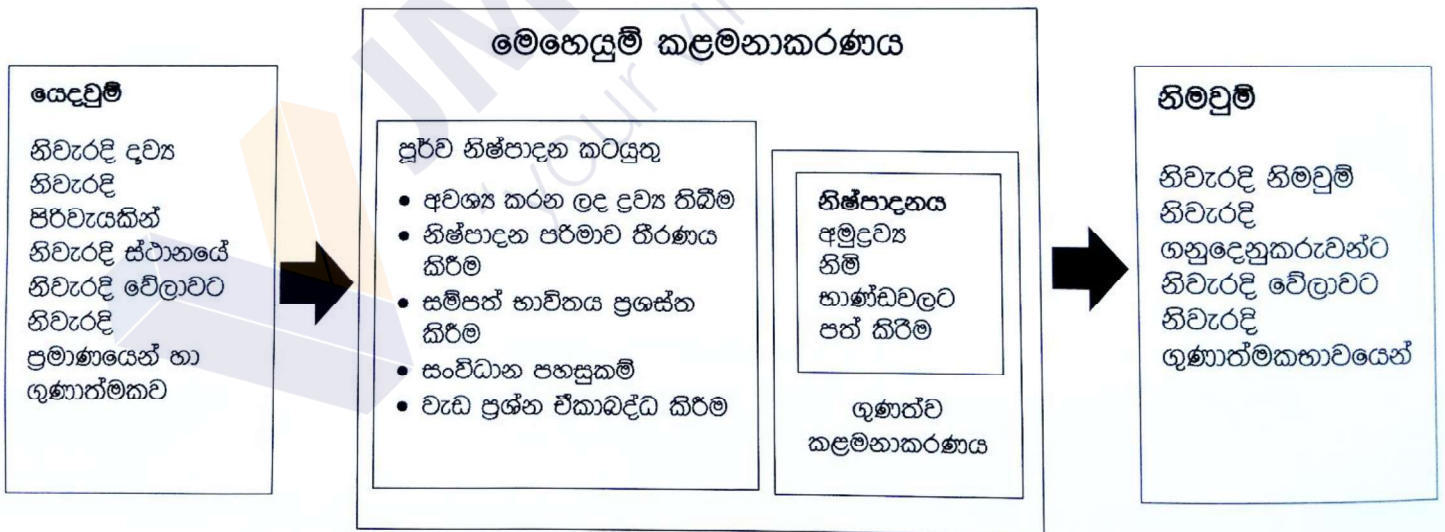 මෙහෙයුම් කළමනාකරණය
යෙදවුම්
නිවැරදි ද්‍රව්‍ය
නිවැරදි
පිරිවැයකින්
නිවැරදි ස්ථානයේ
නිවැරදි වේලාවට
නිවැරදි
ප්‍රමාණයෙන් හා
ගුණාත්මකව
පූර්ව නිෂ්පාදන කටයුතු
• අවශ්‍ය කරන ලද ද්‍රව්‍ය තිබීම
• නිෂ්පාදන පරිමාව තීරණය
කිරීම
• සම්පත් භාවිතය ප්‍රශස්ත
කිරීම
• සංවිධාන පහසුකම්
• වැඩ ප්‍රශ්න ඒකාබද්ධ කිරීම
නිෂ්පාදනය
අමුද්‍රව්‍ය
නිමි
භාණ්ඩවලට
පත් කිරීම
ගුණත්ව
කළමනාකරණය
නිමවුම්
නිවැරදි නිමවුම්
නිවැරදි
ගනුදෙනුකරුවන්ට
නිවැරදි වේලාවට
නිවැරදි
ගුණාත්මකභාවයෙන්
JM
your